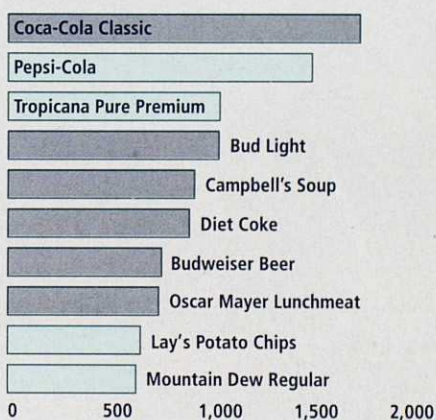 Coca-Cola Classic
Pepsi-Cola
Tropicana Pure Premium
Bud Light
Campbell's Soup
Diet Coke
Budweiser Beer
Oscar Mayer Lunchmeat
Lay's Potato Chips
Mountain Dew Regular
0 500 1,000 1,500 2,000